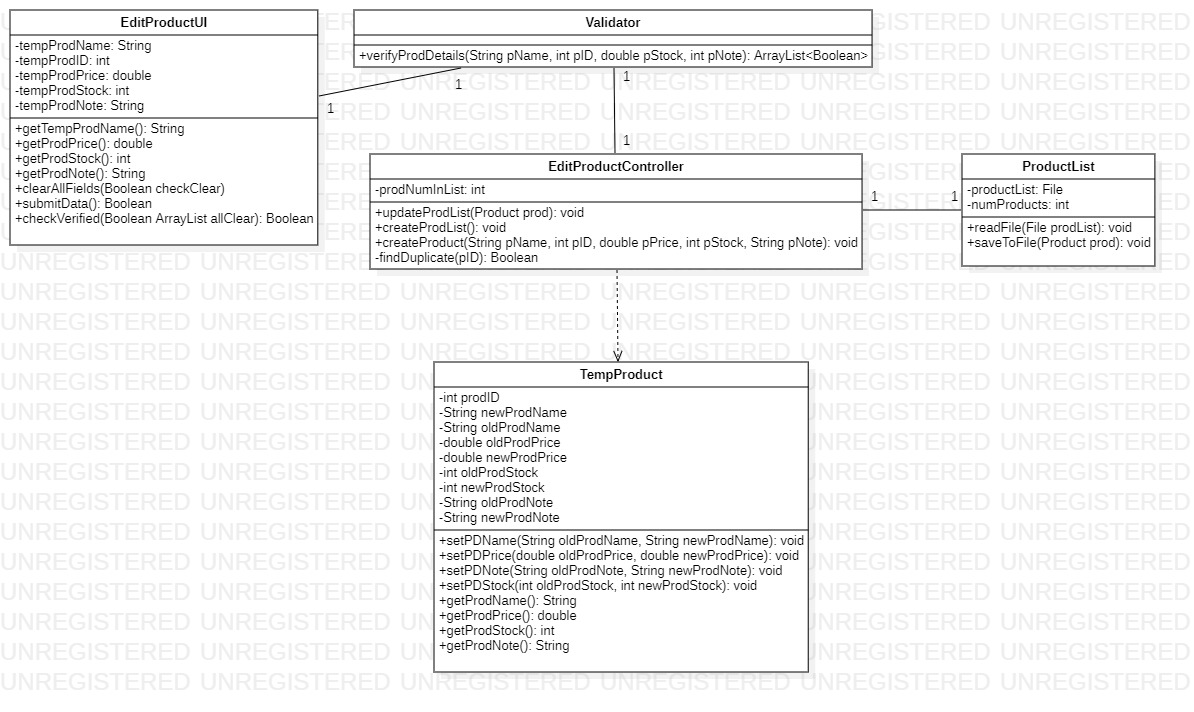 EditProductUI
-tempProdName: String
-tempProdID: int
-tempProdPrice: double
-tempProdStock: int
-tempProdNote: String
+getTempProdName(): String
+getProdPrice(): double
+getProdStock(): int
+getProdNote(): String
+clearAllFields(Boolean checkClear)
+submitData(): Boolean
+checkVerified(Boolean ArrayList allClear): Boolean
Validator
+verifyProdDetails(String pName, int pID, double pStock, int pNote): ArrayList<Boolean>
1
1
1
1
EditProductController
-prodNumInList: int
+updateProdList(Product prod): void
+createProdList(): void
+createProduct(String pName, int pID, double pPrice, int pStock, String pNote): void
-findDuplicate(pID): Boolean
1
1
ProductList
-productList: File
-numProducts: int
+readFile(File prodList): void
+saveToFile(Product prod): void
TempProduct
-int prodID
-String newProdName
-String oldProdName
-double oldProdPrice
-double newProdPrice
-int oldProdStock
-int newProdStock
-String oldProdNote
-String newProdNote
+setPDName(String oldProdName, String newProdName): void
+setPDPrice(double oldProdPrice, double newProdPrice): void
+setPDNote(String oldProdNote, String newProdNote): void
+setPDStock(int oldProdStock, int newProdStock): void
+getProdName(): String
+getProdPrice(): double
+getProdStock(): int
+getProdNote(): String
UNREGISTERED UNREGISTERED UNREGISTERED UNREGISTERED UNREGISTERED UNREGISTERED